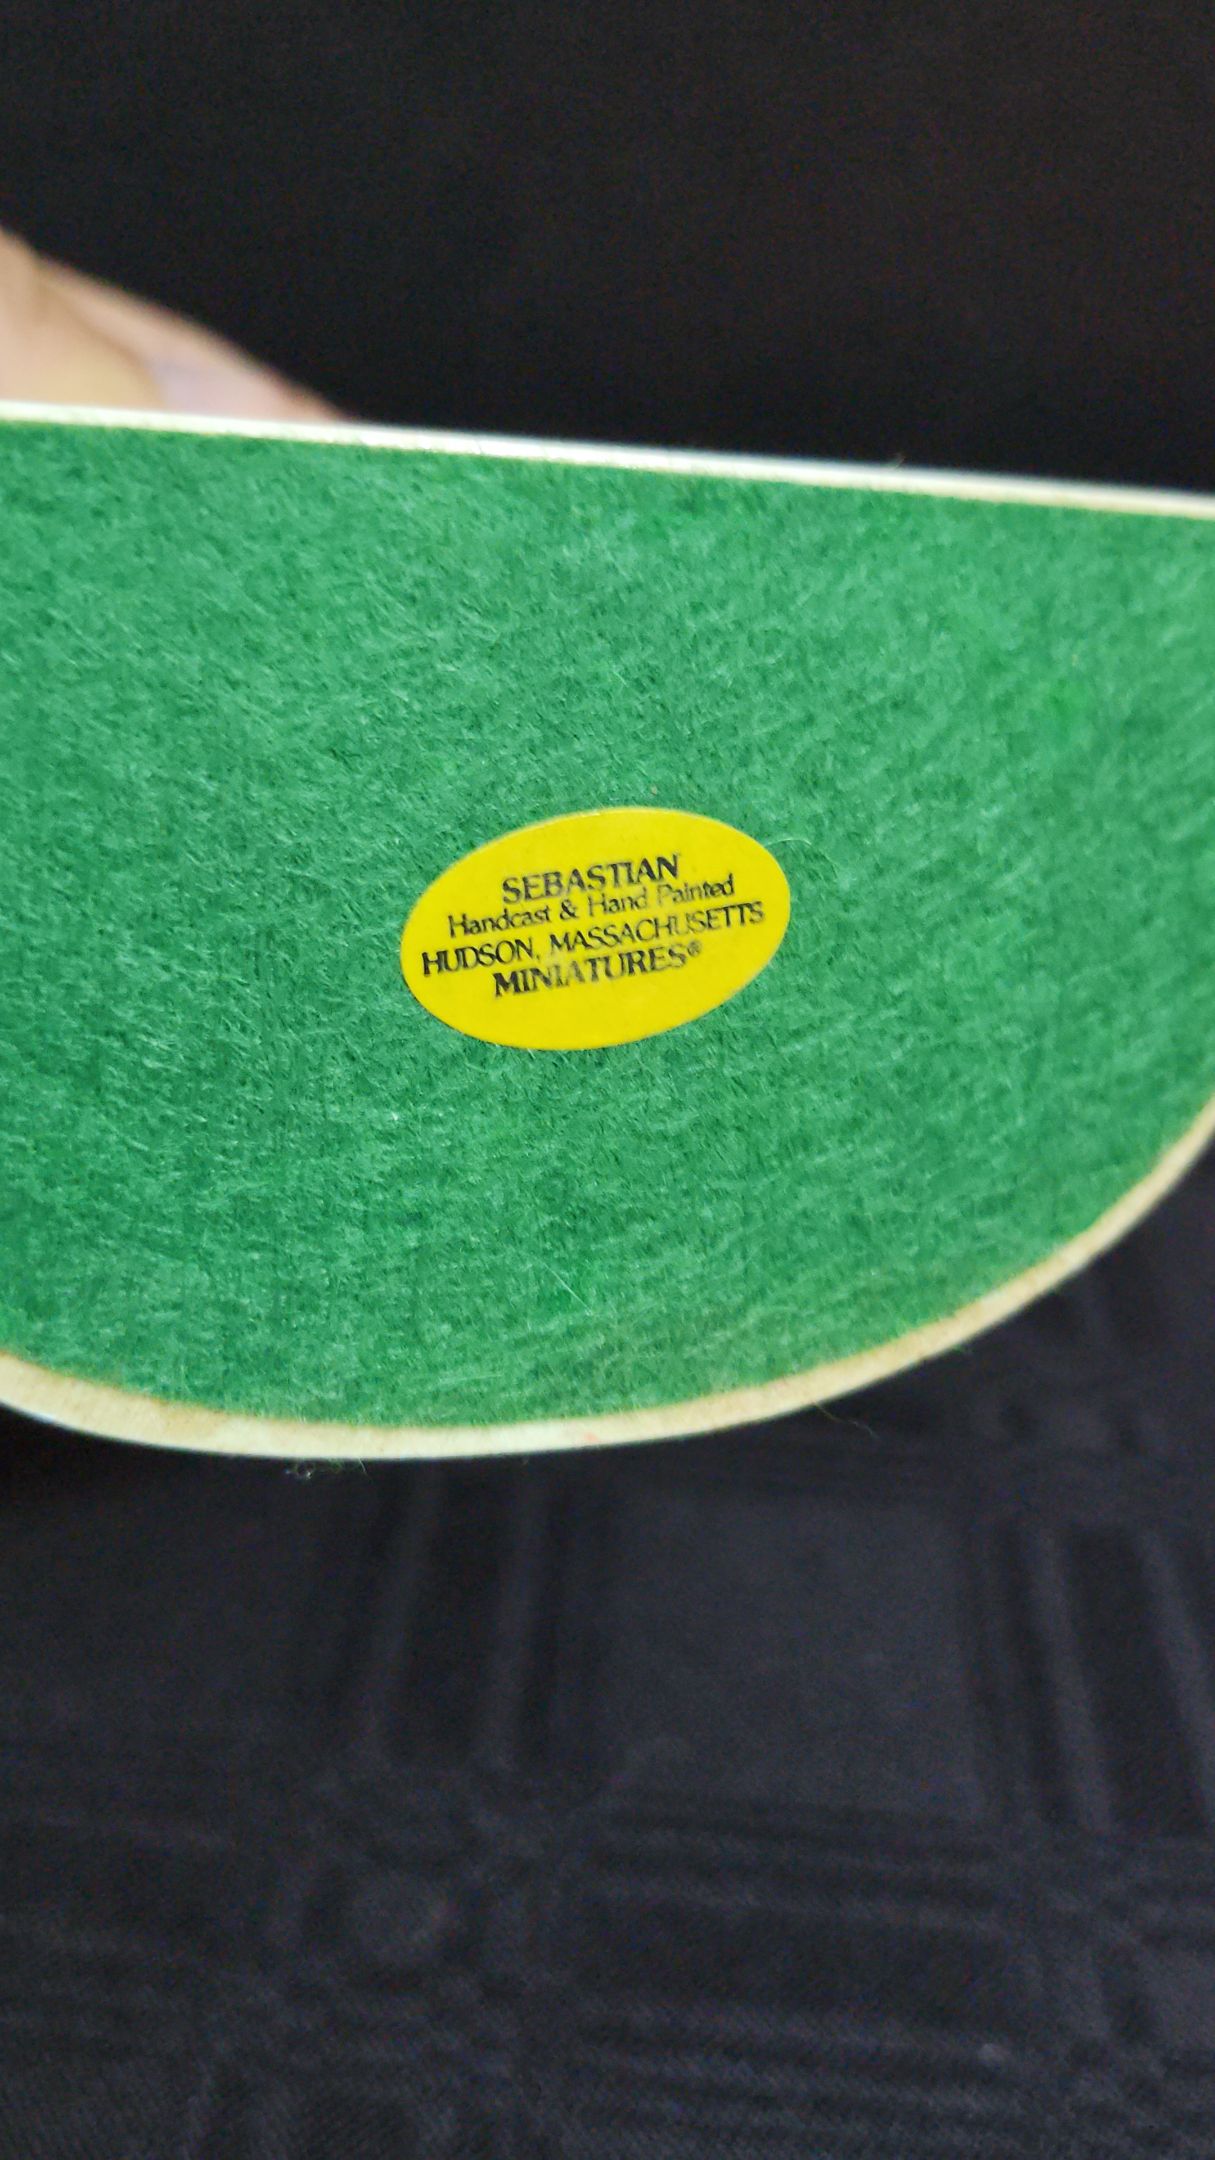 SEBASTIAN
Handcast & Hand Painted
HUDSON, MASSACHUSETTS
MINIATURES®